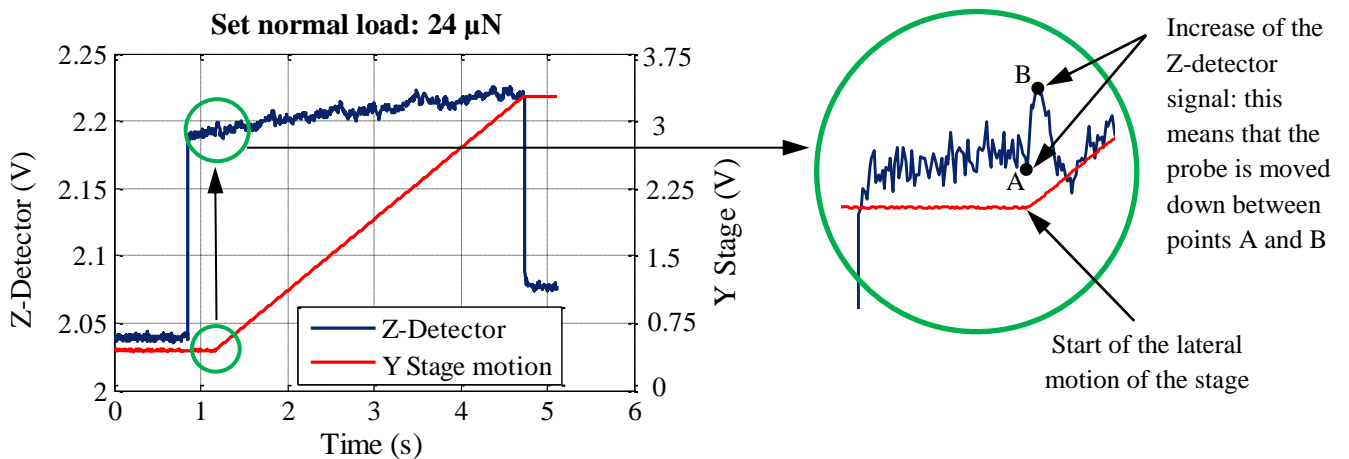 Set normal load: 24 µN
2.25
2.2
2.15
2.1
2.05
2
Z-Detector (V)
3.75
3
2.25
1.5
0.75
0
Y Stage (V)
0 1 2 3 4 5 6
Time (s)
Z-Detector
Y Stage motion
B
A
Increase of the
Z-detector
signal: this
means that the
probe is moved
down between
points A and B
Start of the lateral
motion of the stage